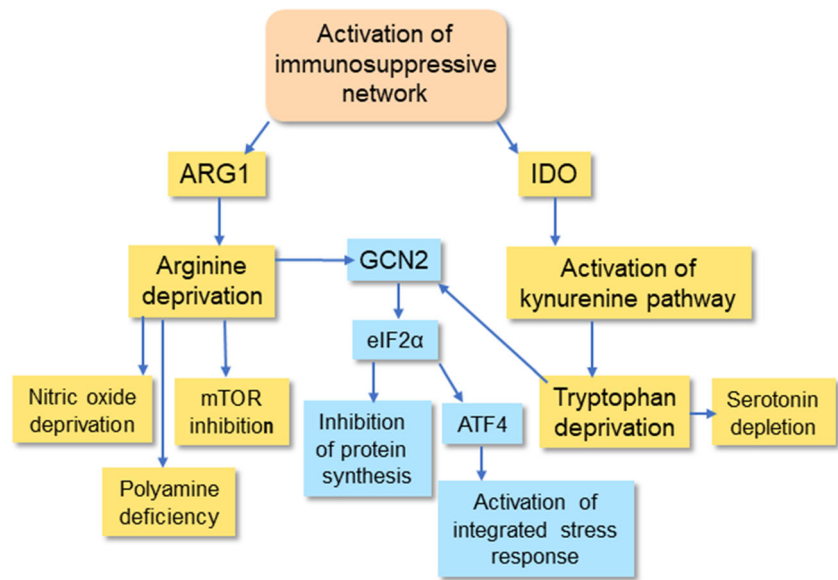 Activation of
immunosuppressive
network
ARG1
IDO
Arginine
deprivation
GCN2
Activation of
kynurenine pathway
eIF2α
Nitric oxide
deprivation
mTOR
inhibition
Inhibition
of protein
synthesis
ATF4
Tryptophan
deprivation
Serotonin
depletion
Polyamine
deficiency
Activation of
integrated stress
response